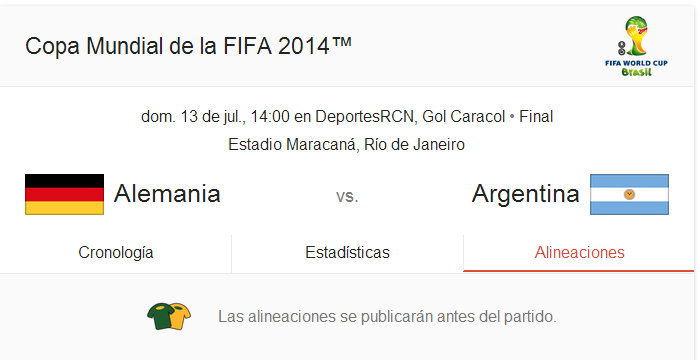 Copa Mundial de la FIFA 2014™
FIFA WORLD CUP
Brasil
dom. 13 de jul., 14:00 en DeportesRCN, Gol Caracol • Final
Estadio Maracaná, Río de Janeiro
Alemania vs. Argentina
Cronología Estadísticas Alineaciones
Las alineaciones se publicarán antes del partido.